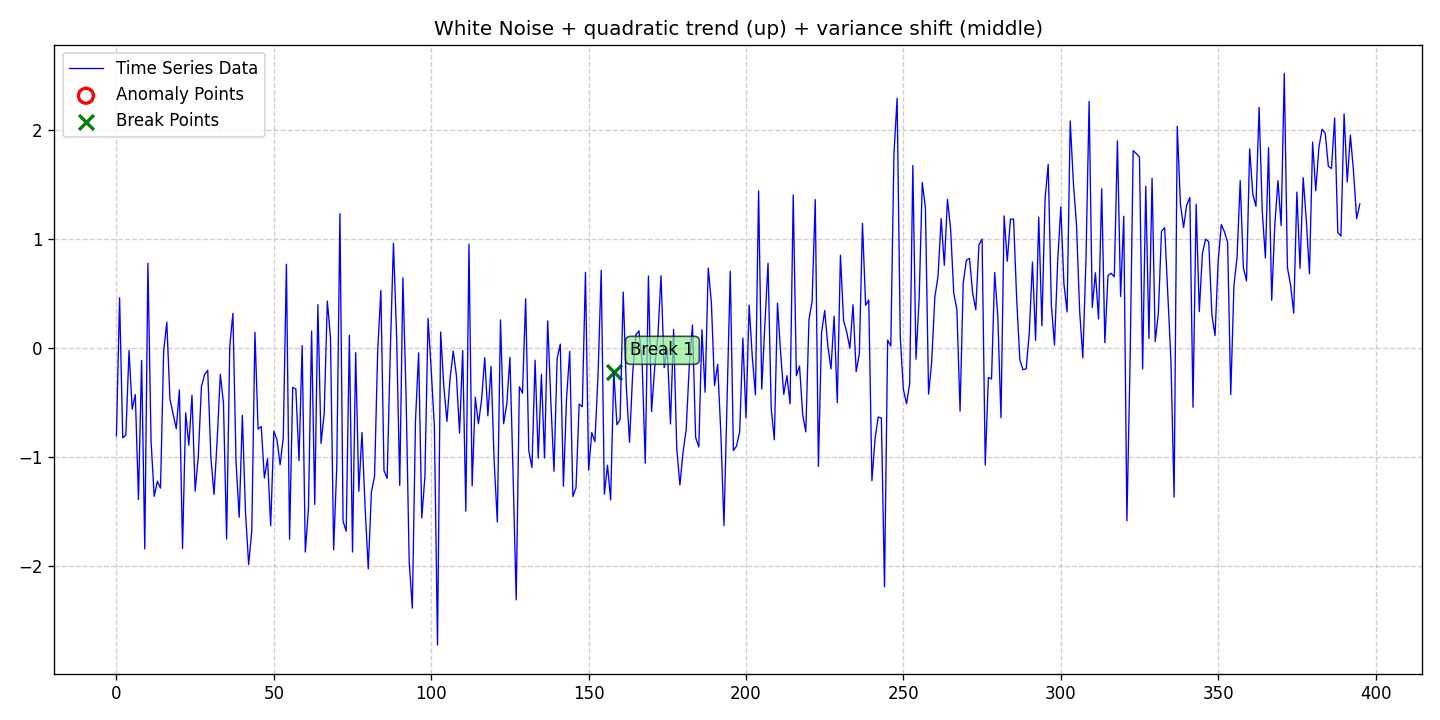 White Noise + quadratic trend (up) + variance shift (middle)
Time Series Data
Anomaly Points
Break Points
2
1
0
−1
−2
Break 1
0 50 100 150 200 250 300 350 400